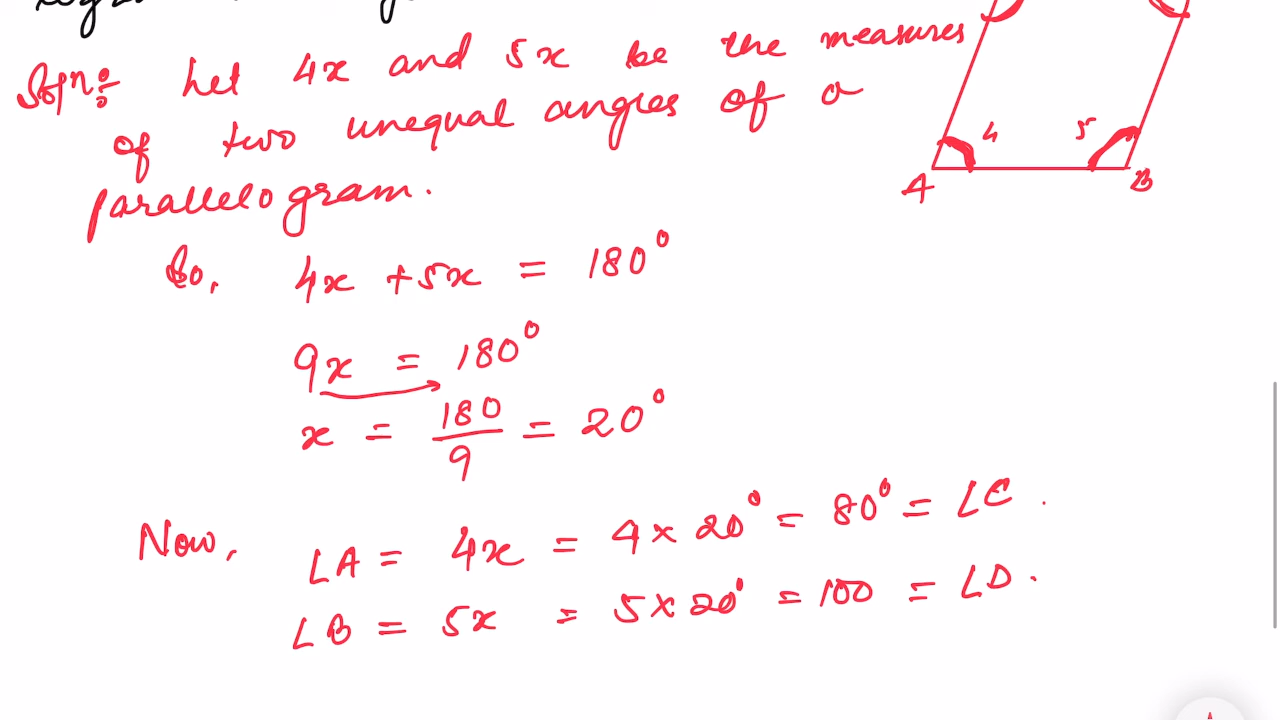 Sol^n:- Let 4x and 5x be the measures
of two unequal angles of a
parallelogram.
4 5
A B
So, 4x + 5x = 180°
9x = 180°
x = 180/9 = 20°
Now, ∠A = 4x = 4 × 20° = 80° = ∠C.
∠B = 5x = 5 × 20° = 100 = ∠D.